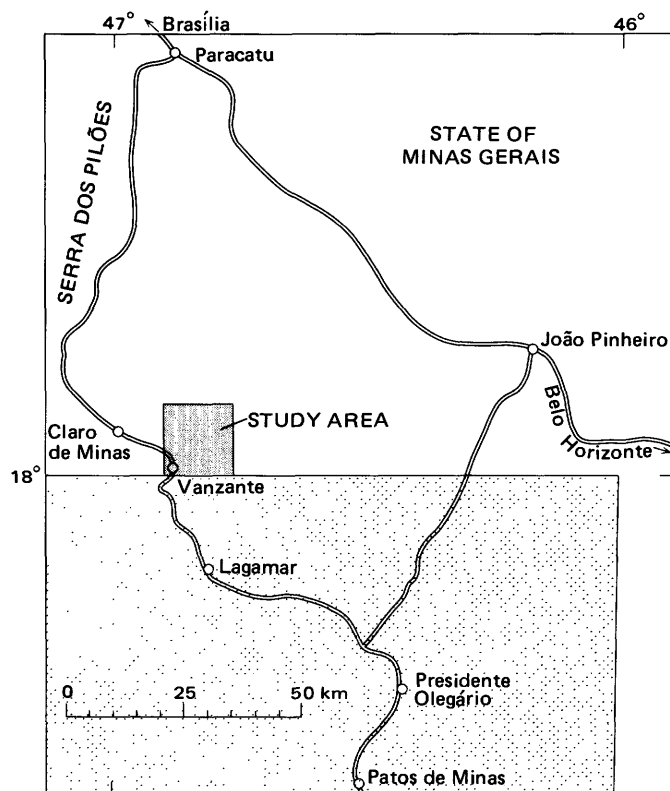 47°
Brasília
46°
Paracatu
STATE OF
MINAS GERAIS
SERRA DOS PILÕES
João Pinheiro
Belo
Horizonte
STUDY AREA
Claro
de Minas
18°
Vanzante
Lagamar
0 25 50 km
Presidente
Olegário
Patos de Minas